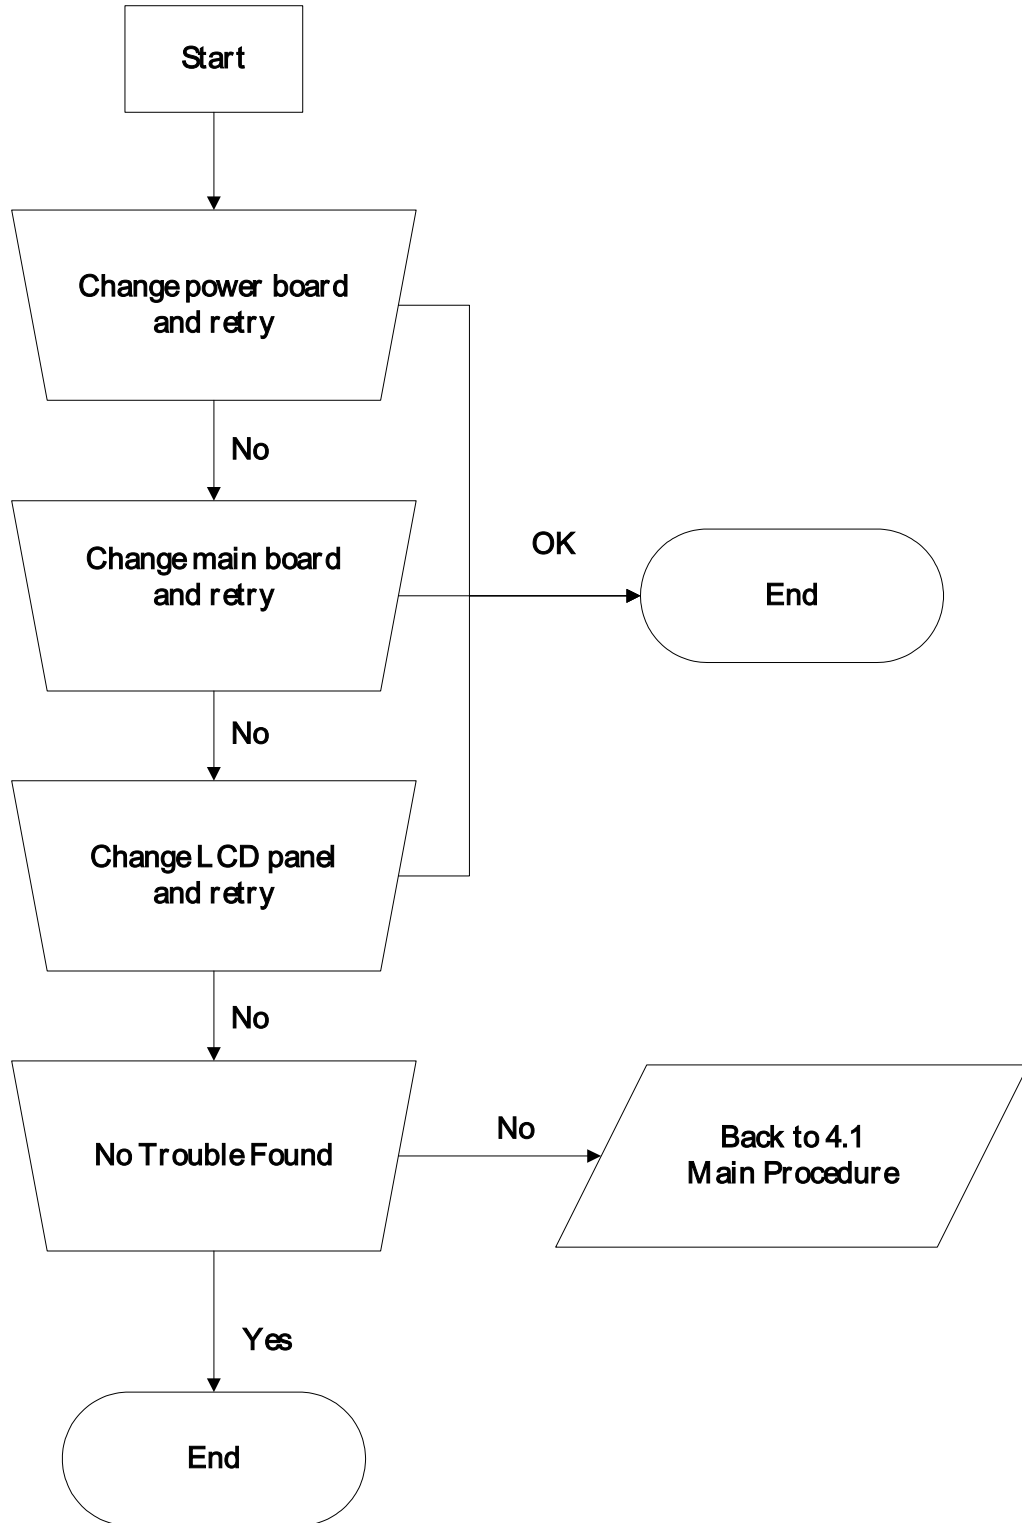 Start
Change power board
and retry
No
Change main board
and retry
OK
End
No
Change LCD panel
and retry
No
No Trouble Found
No
Back to 4.1
Main Procedure
Yes
End